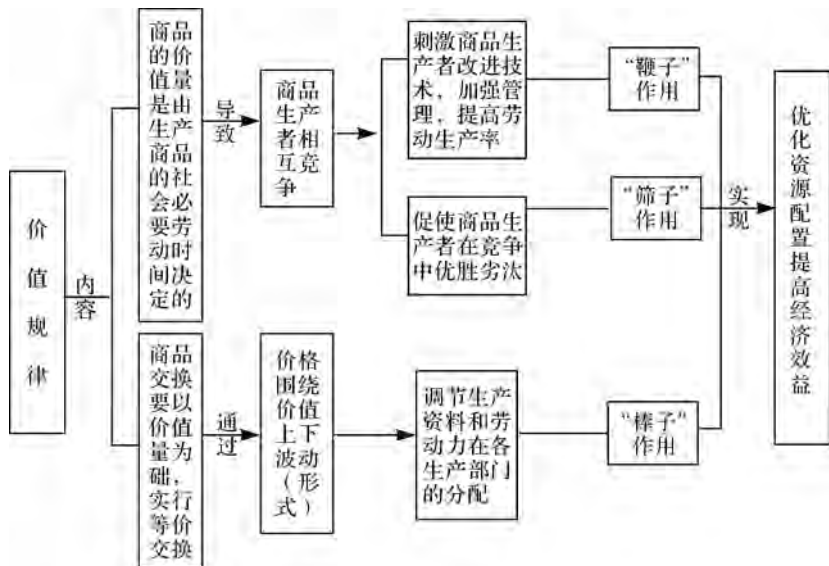 价值规律
内容
商品
的价
值量
是由
生产
商品
的社
会必
要劳
动时
间决
定的
导致
商品
生产
者相
互竞
争
刺激商品生
产者改进技
术，加强管
理，提高劳
动生产率
“鞭子”
作用
促使商品生
产者在竞争
中优胜劣汰
“筛子”
作用
实现
优化资源配置提高经济效益
商品
交换
要以
价值
量为
础，
实行
等价
交换
通过
价格
围绕
价值
上下
波动
（形
式）
调节生产
资料和劳
动力在各
生产部门
的分配
“棒子”
作用